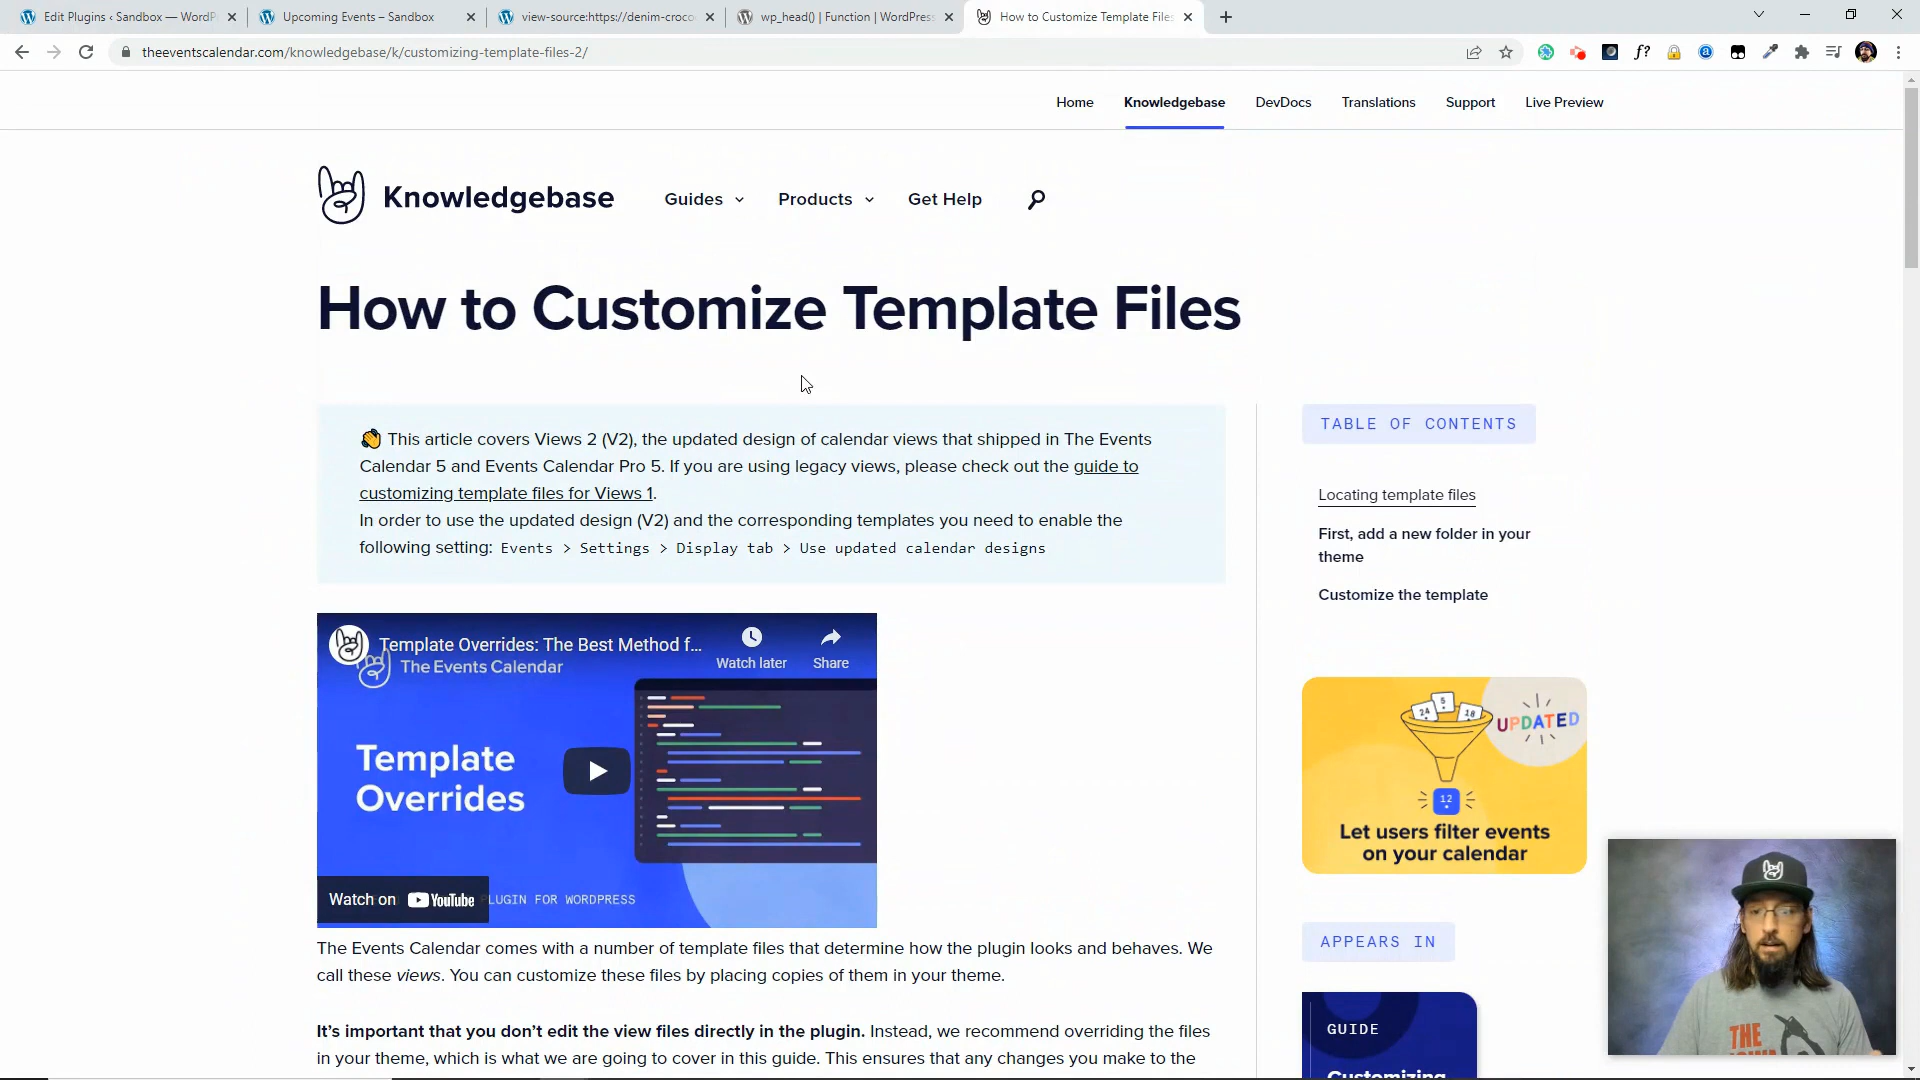 Edit Plugins ‹ Sandbox — WordP
Upcoming Events – Sandbox
view-source:https://denim-croco
wp_head() | Function | WordPress
How to Customize Template Files
theeventscalendar.com/knowledgebase/k/customizing-template-files-2/
f?
Home
Knowledgebase
DevDocs
Translations
Support
Live Preview
Knowledgebase
Guides
Products
Get Help
How to Customize Template Files
👋 This article covers Views 2 (V2), the updated design of calendar views that shipped in The Events
Calendar 5 and Events Calendar Pro 5. If you are using legacy views, please check out the guide to
customizing template files for Views 1.
In order to use the updated design (V2) and the corresponding templates you need to enable the
following setting: Events > Settings > Display tab > Use updated calendar designs
TABLE OF CONTENTS
Locating template files
First, add a new folder in your
theme
Customize the template
Template Overrides: The Best Method f...
The Events Calendar
Watch later
Share
Template
Overrides
Watch on
YouTube
PLUGIN FOR WORDPRESS
24
5
18
UPDATED
12
Let users filter events
on your calendar
The Events Calendar comes with a number of template files that determine how the plugin looks and behaves. We
call these views. You can customize these files by placing copies of them in your theme.
APPEARS IN
GUIDE
Customizing
It's important that you don't edit the view files directly in the plugin. Instead, we recommend overriding the files
in your theme, which is what we are going to cover in this guide. This ensures that any changes you make to the
THE